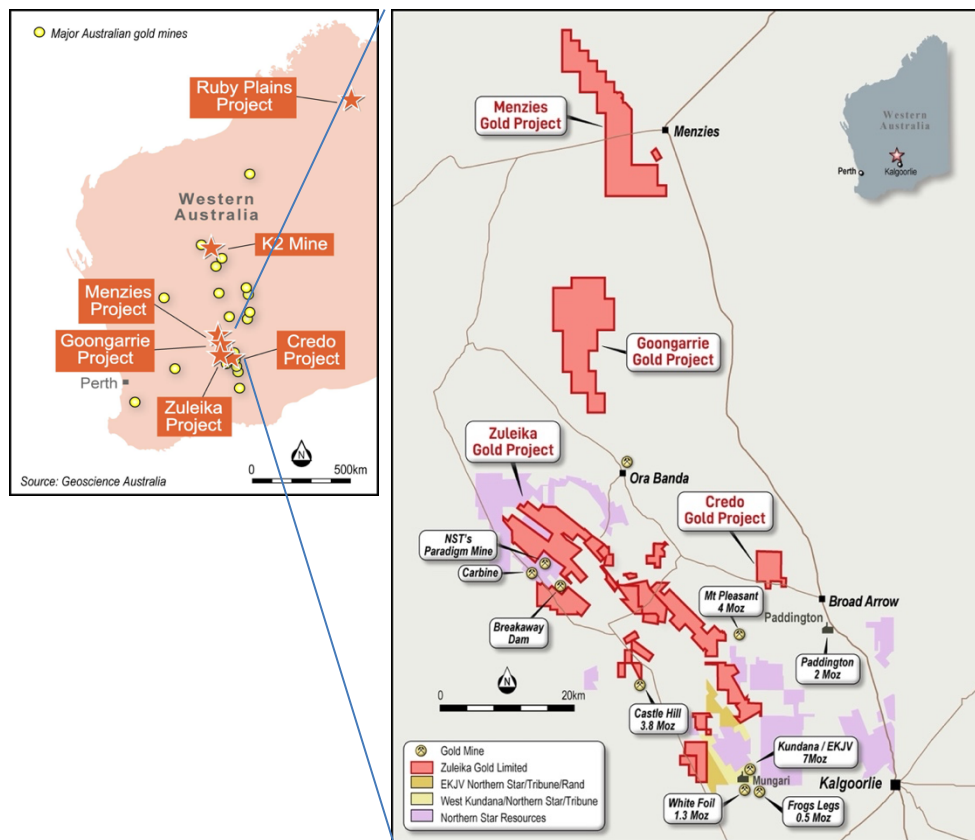 Major Australian gold mines
Ruby Plains
Project
Western
Australia
K2 Mine
Menzies
Project
Goongarrie
Project
Credo
Project
Perth
Zuleika
Project
N
0
500km
Source: Geoscience Australia
Menzies
Gold Project
Menzies
Western
Australia
Perth
Kalgoorlie
Goongarrie
Gold Project
Zuleika
Gold Project
Ora Banda
Credo
Gold Project
NST's
Paradigm Mine
Carbine
Mt Pleasant
4 Moz
Broad Arrow
Paddington
Breakaway
Dam
Paddington
2 Moz
N
0
20km
Castle Hill
3.8 Moz
Gold Mine
Zuleika Gold Limited
EKJV Northern Star/Tribune/Rand
West Kundana/Northern Star/Tribune
Northern Star Resources
Kundana / EKJV
7Moz
Mungari
Kalgoorlie
White Foil
1.3 Moz
Frogs Legs
0.5 Moz